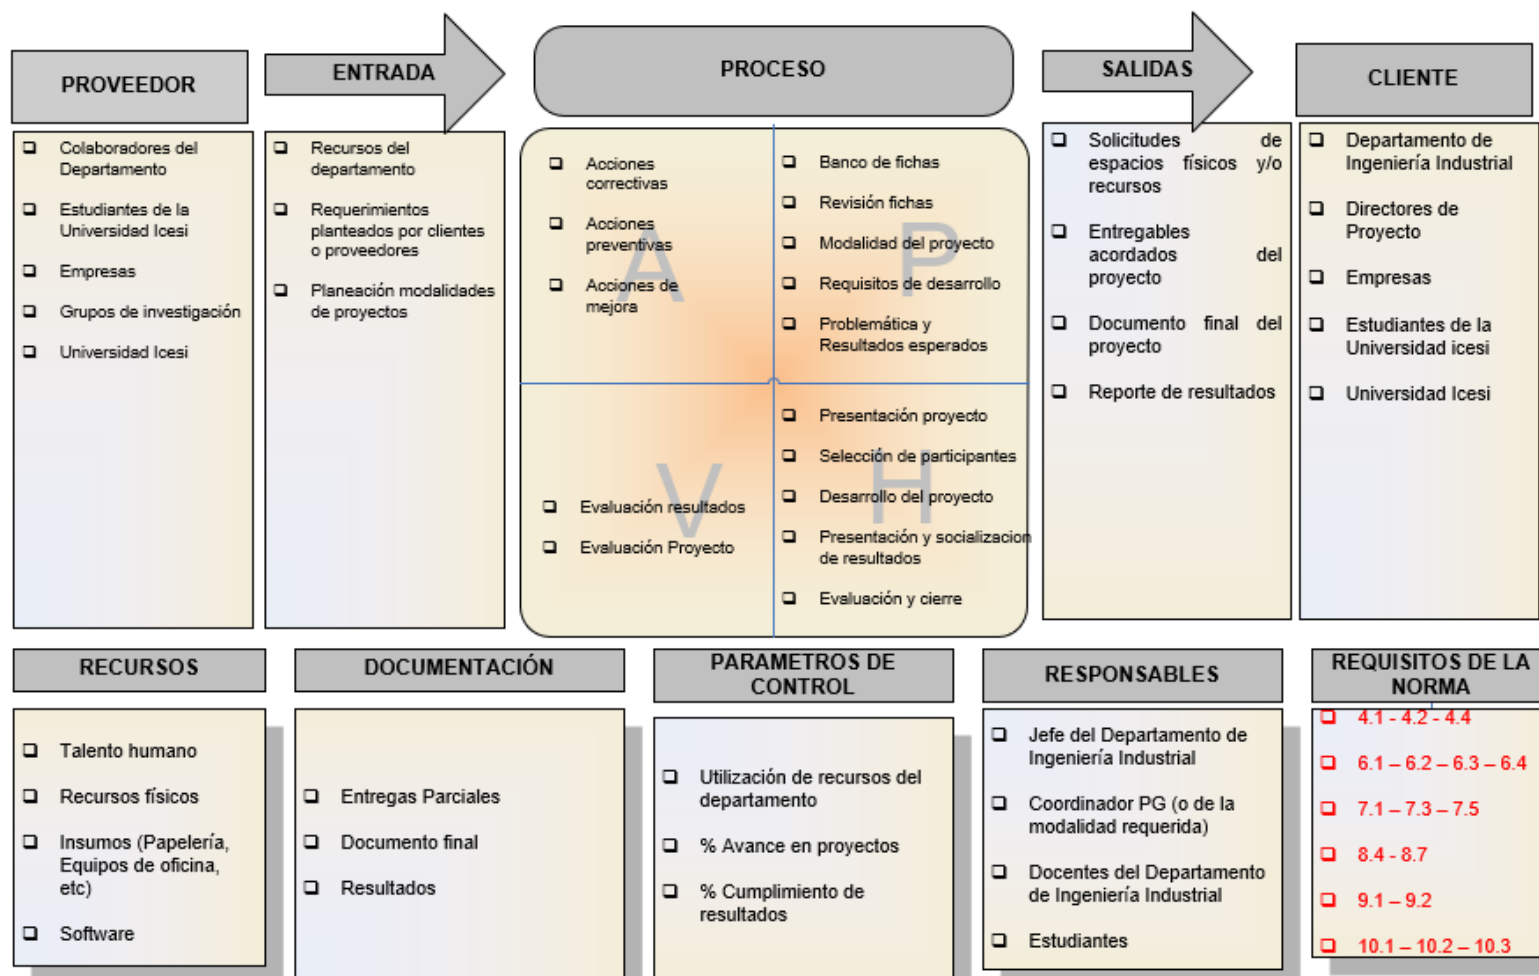 PROVEEDOR
Colaboradores del
Departamento
Estudiantes de la
Universidad Icesi
Empresas
Grupos de investigación
Universidad Icesi
ENTRADA
Recursos del
departamento
Requerimientos
planteados por clientes
o proveedores
Planeación modalidades
de proyectos
PROCESO
A
Acciones
correctivas
Acciones
preventivas
Acciones de
mejora
P
Banco de fichas
Revisión fichas
Modalidad del proyecto
Requisitos de desarrollo
Problemática y
Resultados esperados
V
Evaluación resultados
Evaluación Proyecto
H
Presentación proyecto
Selección de participantes
Desarrollo del proyecto
Presentación y socializacion
de resultados
Evaluación y cierre
SALIDAS
Solicitudes de
espacios físicos y/o
recursos
Entregables
acordados del
proyecto
Documento final del
proyecto
Reporte de resultados
CLIENTE
Departamento de
Ingeniería Industrial
Directores de
Proyecto
Empresas
Estudiantes de la
Universidad icesi
Universidad Icesi
RECURSOS
Talento humano
Recursos físicos
Insumos (Papelería,
Equipos de oficina,
etc)
Software
DOCUMENTACIÓN
Entregas Parciales
Documento final
Resultados
PARAMETROS DE
CONTROL
Utilización de recursos del
departamento
% Avance en proyectos
% Cumplimiento de
resultados
RESPONSABLES
Jefe del Departamento de
Ingeniería Industrial
Coordinador PG (o de la
modalidad requerida)
Docentes del Departamento
de Ingeniería Industrial
Estudiantes
REQUISITOS DE LA
NORMA
4.1 - 4.2 - 4.4
6.1 – 6.2 – 6.3 – 6.4
7.1 – 7.3 – 7.5
8.4 - 8.7
9.1 – 9.2
10.1 – 10.2 – 10.3